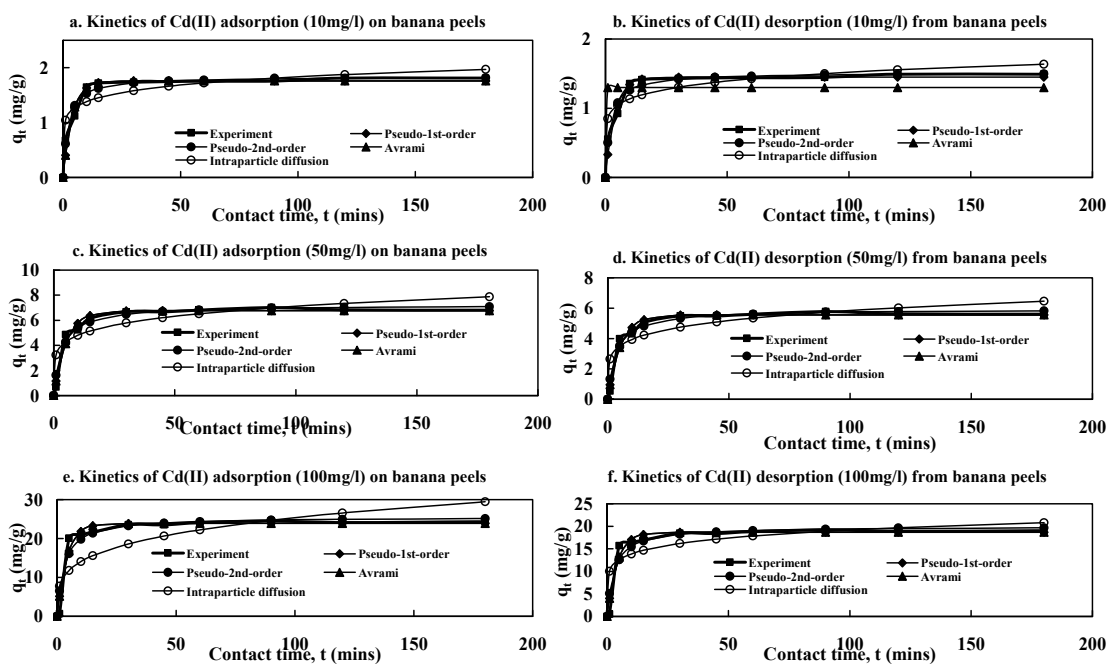 a. Kinetics of Cd(II) adsorption (10mg/l) on banana peels
3
2
1
0
qt (mg/g)
Experiment
Pseudo-1st-order
Pseudo-2nd-order
Avrami
Intraparticle diffusion
0 50 100 150 200
Contact time, t (mins)
b. Kinetics of Cd(II) desorption (10mg/l) from banana peels
2
1
0
qt (mg/g)
Experiment
Pseudo-1st-order
Pseudo-2nd-order
Avrami
Intraparticle diffusion
0 50 100 150 200
Contact time, t (mins)
c. Kinetics of Cd(II) adsorption (50mg/l) on banana peels
10
8
6
4
2
0
qt (mg/g)
Experiment
Pseudo-1st-order
Pseudo-2nd-order
Avrami
Intraparticle diffusion
0 50 100 150 200
Contact time, t (mins)
d. Kinetics of Cd(II) desorption (50mg/l) from banana peels
8
6
4
2
0
qt (mg/g)
Experiment
Pseudo-1st-order
Pseudo-2nd-order
Avrami
Intraparticle diffusion
0 50 100 150 200
Contact time, t (mins)
e. Kinetics of Cd(II) adsorption (100mg/l) on banana peels
30
20
10
0
qt (mg/g)
Experiment
Pseudo-1st-order
Pseudo-2nd-order
Avrami
Intraparticle diffusion
0 50 100 150 200
Contact time, t (mins)
f. Kinetics of Cd(II) desorption (100mg/l) from banana peels
25
20
15
10
5
0
qt (mg/g)
Experiment
Pseudo-1st-order
Pseudo-2nd-order
Avrami
Intraparticle diffusion
0 50 100 150 200
Contact time, t (mins)